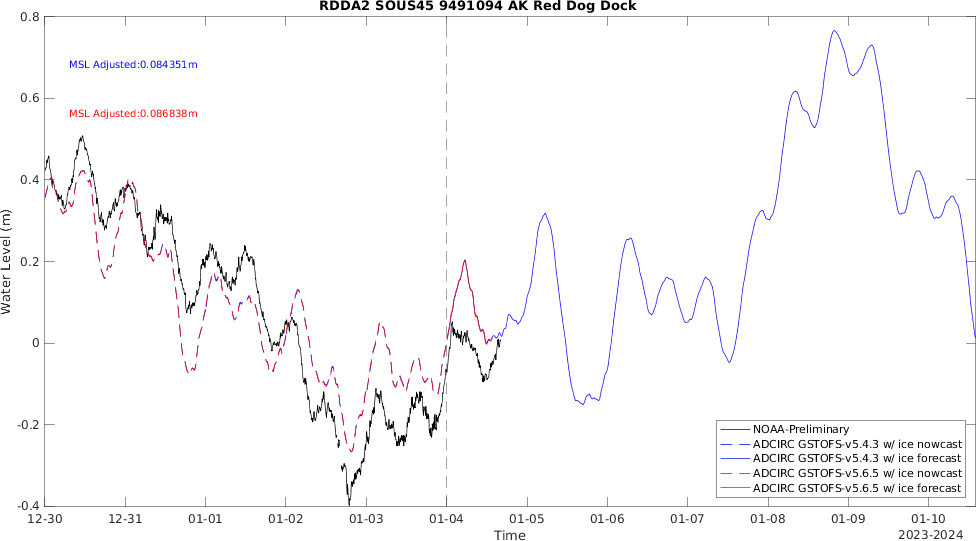 RDDA2 SOUS45 9491094 AK Red Dog Dock
0.8
0.6
0.4
0.2
0
-0.2
-0.4
Water Level (m)
MSL Adjusted:0.084351m
MSL Adjusted:0.086838m
NOAA-Preliminary
ADCIRC GSTOFS-v5.4.3 w/ ice nowcast
ADCIRC GSTOFS-v5.4.3 w/ ice forecast
ADCIRC GSTOFS-v5.6.5 w/ ice nowcast
ADCIRC GSTOFS-v5.6.5 w/ ice forecast
12-30 12-31 01-01 01-02 01-03 01-04 01-05 01-06 01-07 01-08 01-09 01-10
2023-2024
Time